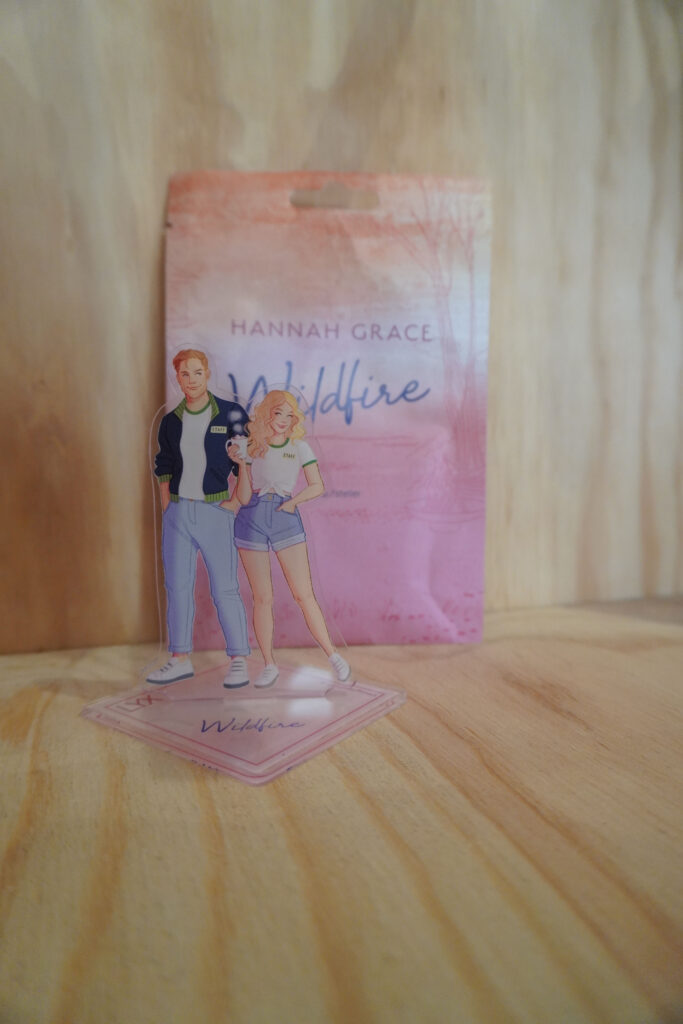 HANNAH GRACE
Wildfire
STAFF
STAFF
Wildfire